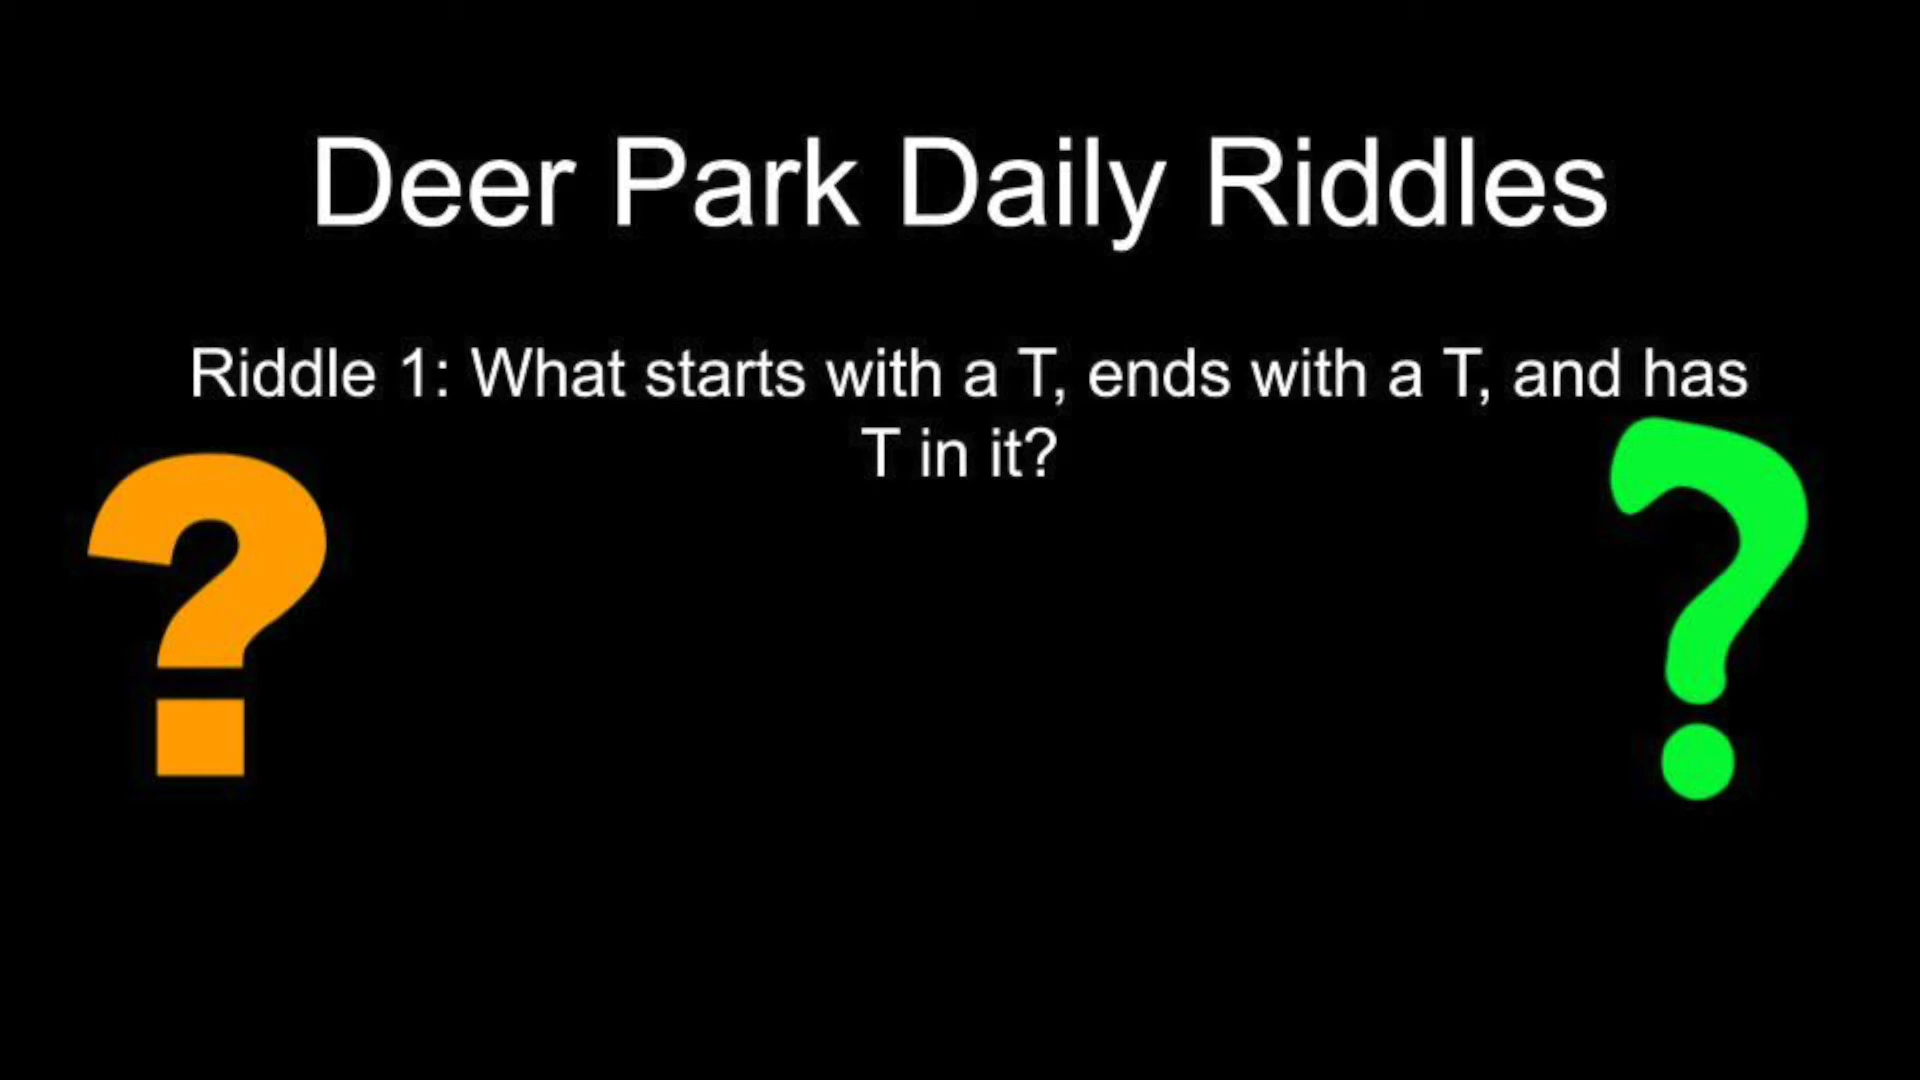 Deer Park Daily Riddles
Riddle 1: What starts with a T, ends with a T, and has
T in it?
? ?